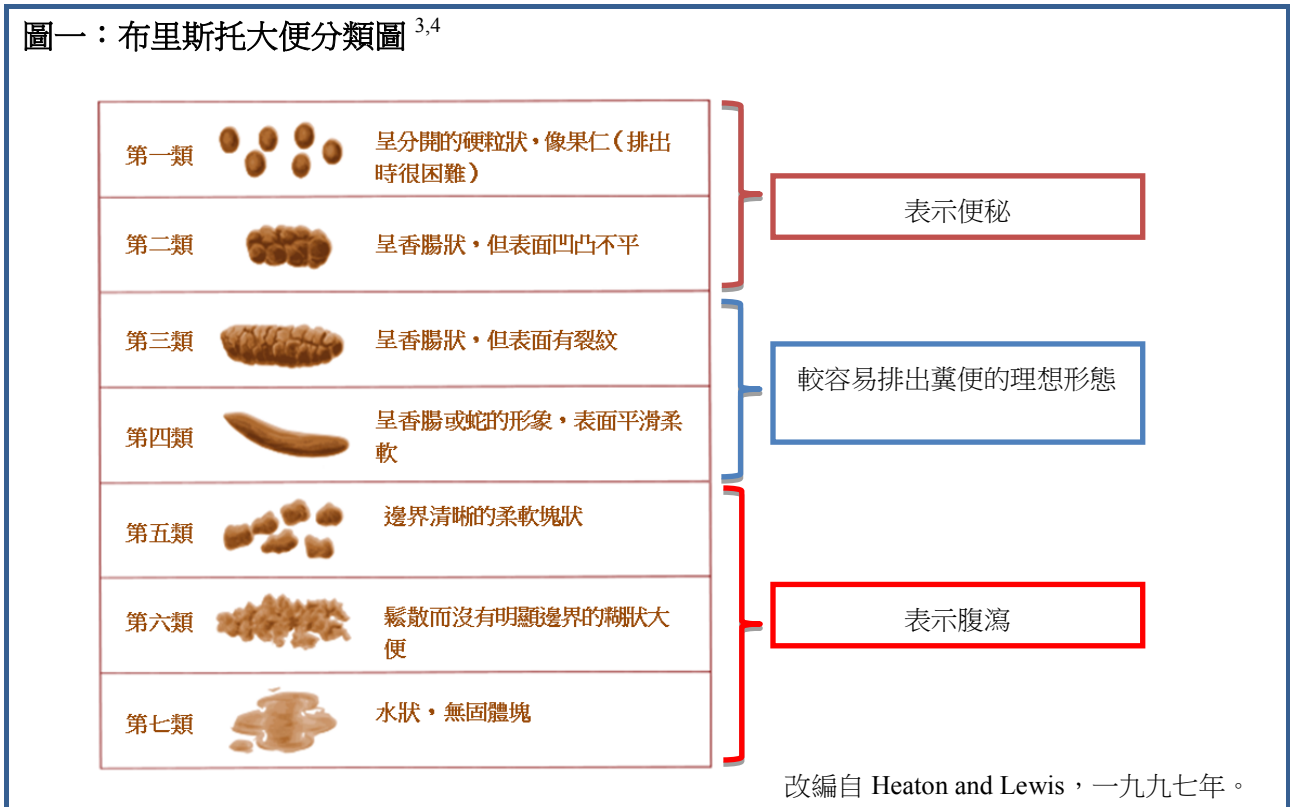 圖一：布里斯托大便分類圖 3,4
第一類
呈分開的硬粒狀，像果仁（排出
時很困難）
第二類
呈香腸狀，但表面凹凸不平
表示便秘
第三類
呈香腸狀，但表面有裂紋
第四類
呈香腸或蛇的形象，表面平滑柔
軟
較容易排出糞便的理想形態
第五類
邊界清晰的柔軟塊狀
第六類
鬆散而沒有明顯邊界的糊狀大
便
第七類
水狀，無固體塊
表示腹瀉
改編自 Heaton and Lewis，一九九七年。